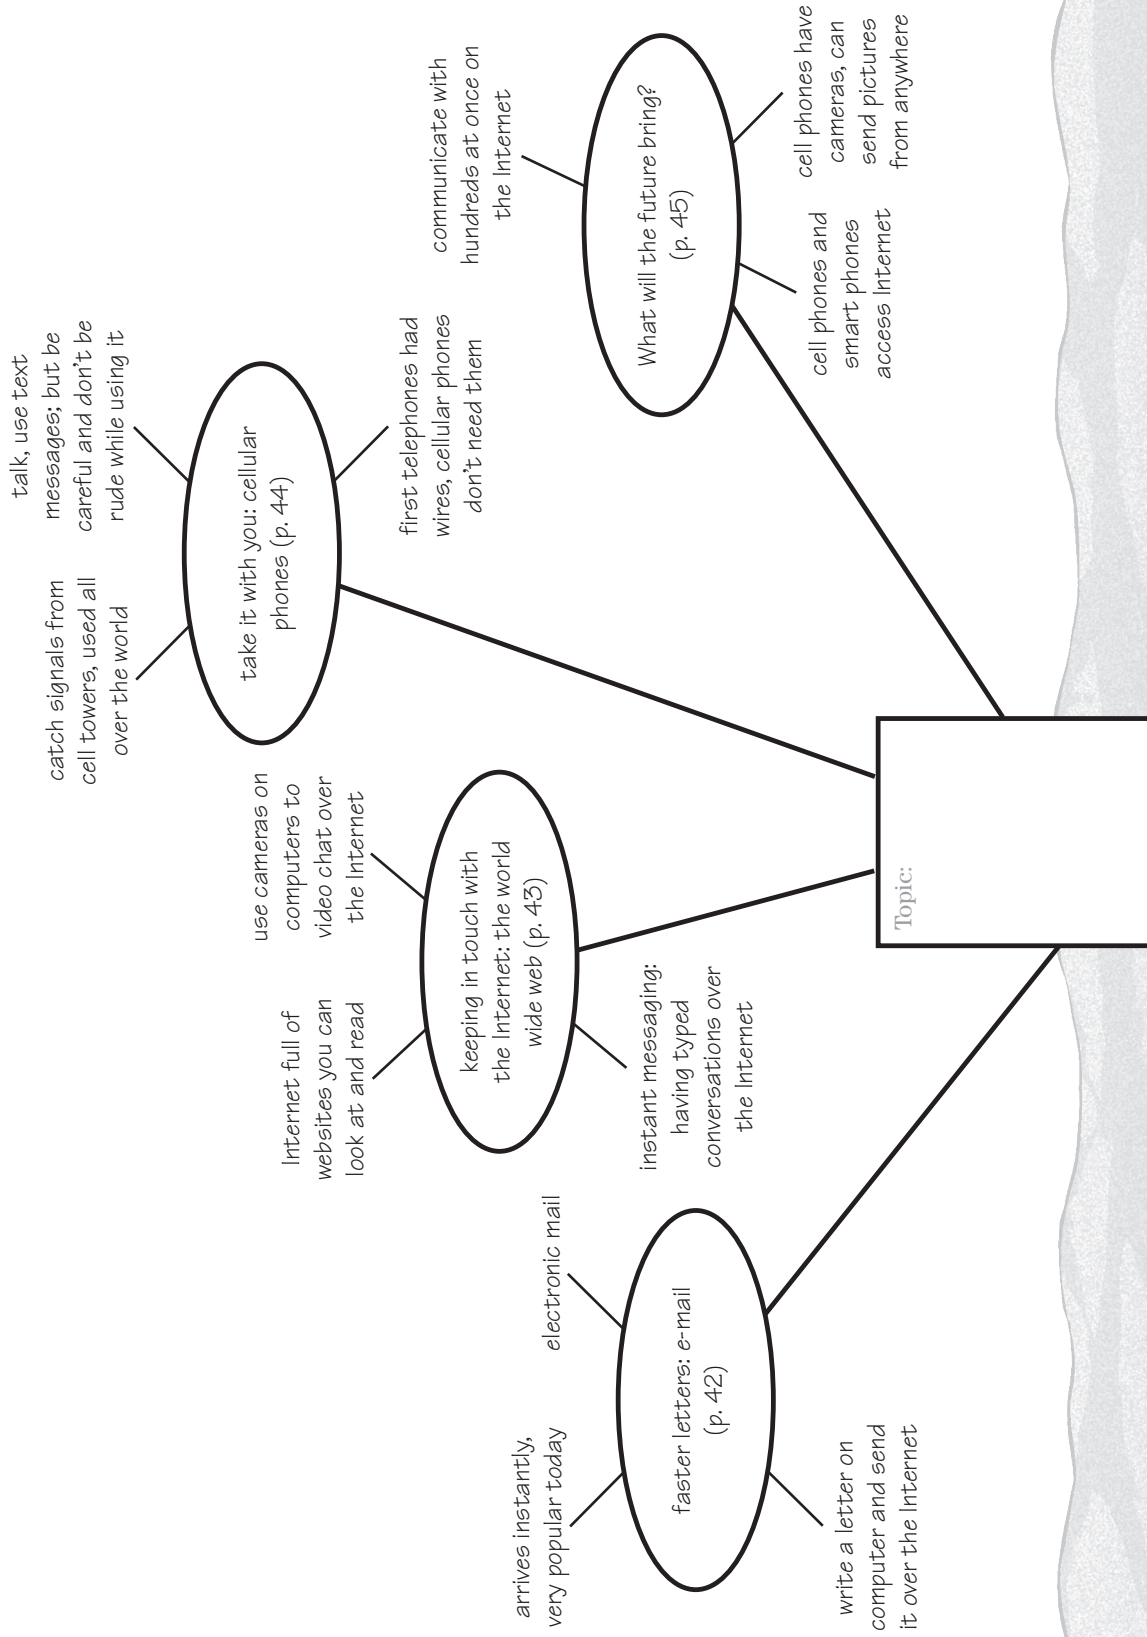 arrives instantly,
very popular today
electronic mail
faster letters: e-mail
(p. 42)
write a letter on
computer and send
it over the Internet
Internet full of
websites you can
look at and read
use cameras on
computers to
video chat over
the Internet
keeping in touch with
the Internet: the world
wide web (p. 43)
instant messaging:
having typed
conversations over
the Internet
catch signals from
cell towers, used all
over the world
talk, use text
messages; but be
careful and don't be
rude while using it
take it with you: cellular
phones (p. 44)
first telephones had
wires, cellular phones
don't need them
communicate with
hundreds at once on
the Internet
What will the future bring?
(p. 45)
cell phones and
smart phones
access Internet
cell phones have
cameras, can
send pictures
from anywhere
Topic: